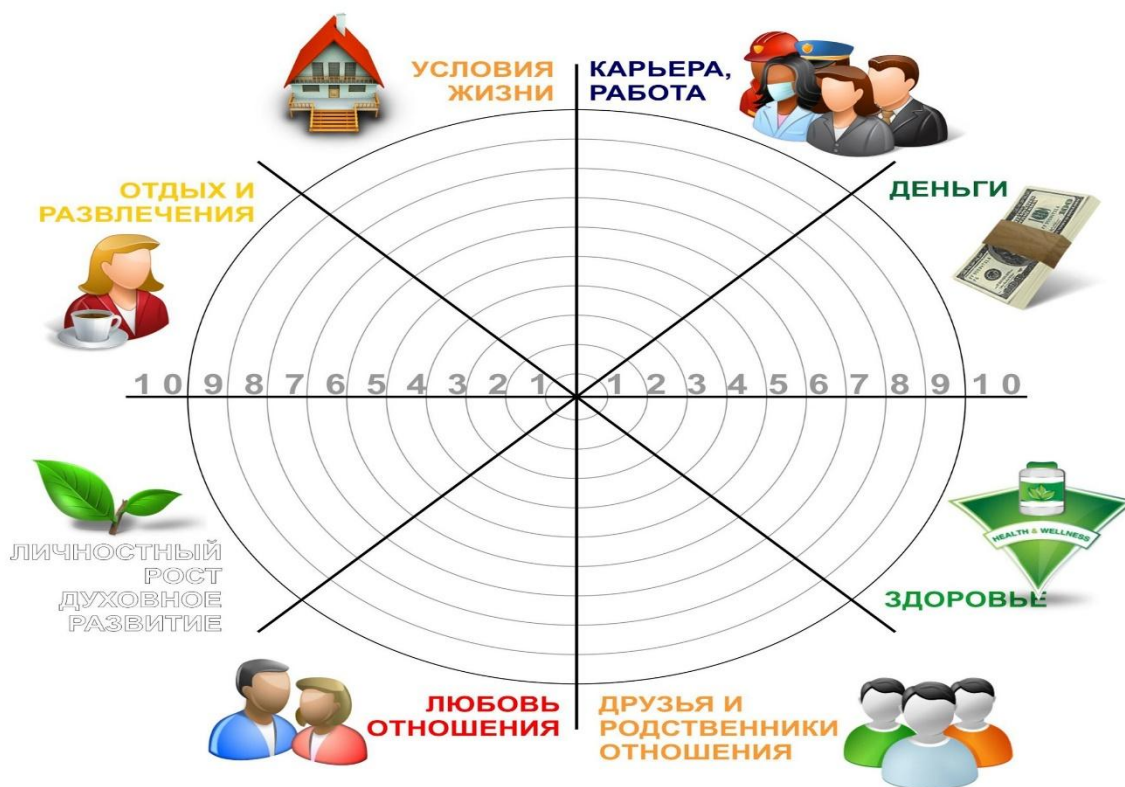 УСЛОВИЯ
ЖИЗНИ
КАРЬЕРА,
РАБОТА
ОТДЫХ И
РАЗВЛЕЧЕНИЯ
ДЕНЬГИ
10 9 8 7 6 5 4 3 2 1 1 2 3 4 5 6 7 8 9 10
ЛИЧНОСТНЫЙ
РОСТ
ДУХОВНОЕ
РАЗВИТИЕ
HEALTH & WELLNESS
ЗДОРОВЬЕ
ЛЮБОВЬ
ОТНОШЕНИЯ
ДРУЗЬЯ И
РОДСТВЕННИКИ
ОТНОШЕНИЯ